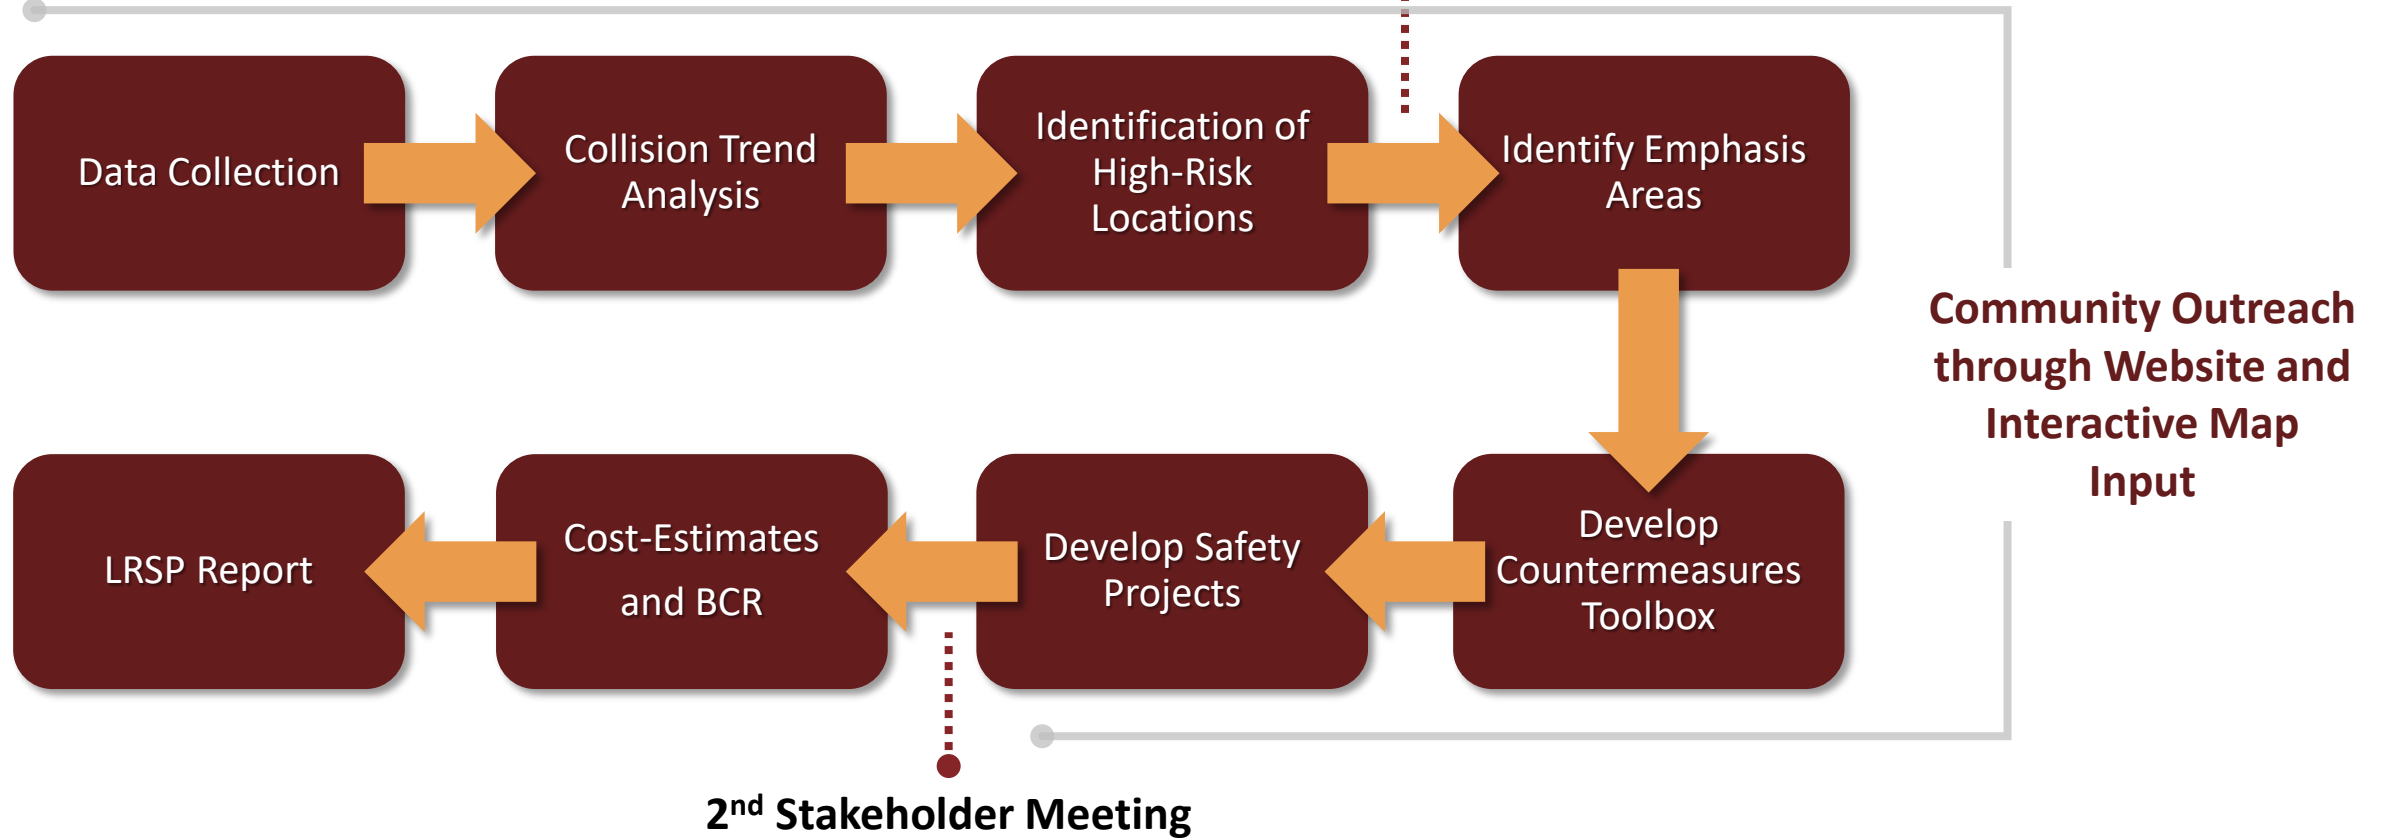 Data Collection
Collision Trend
Analysis
Identification of
High-Risk
Locations
Identify Emphasis
Areas
Community Outreach
through Website and
Interactive Map
Input
LRSP Report
Cost-Estimates
and BCR
Develop Safety
Projects
Develop
Countermeasures
Toolbox
2nd Stakeholder Meeting